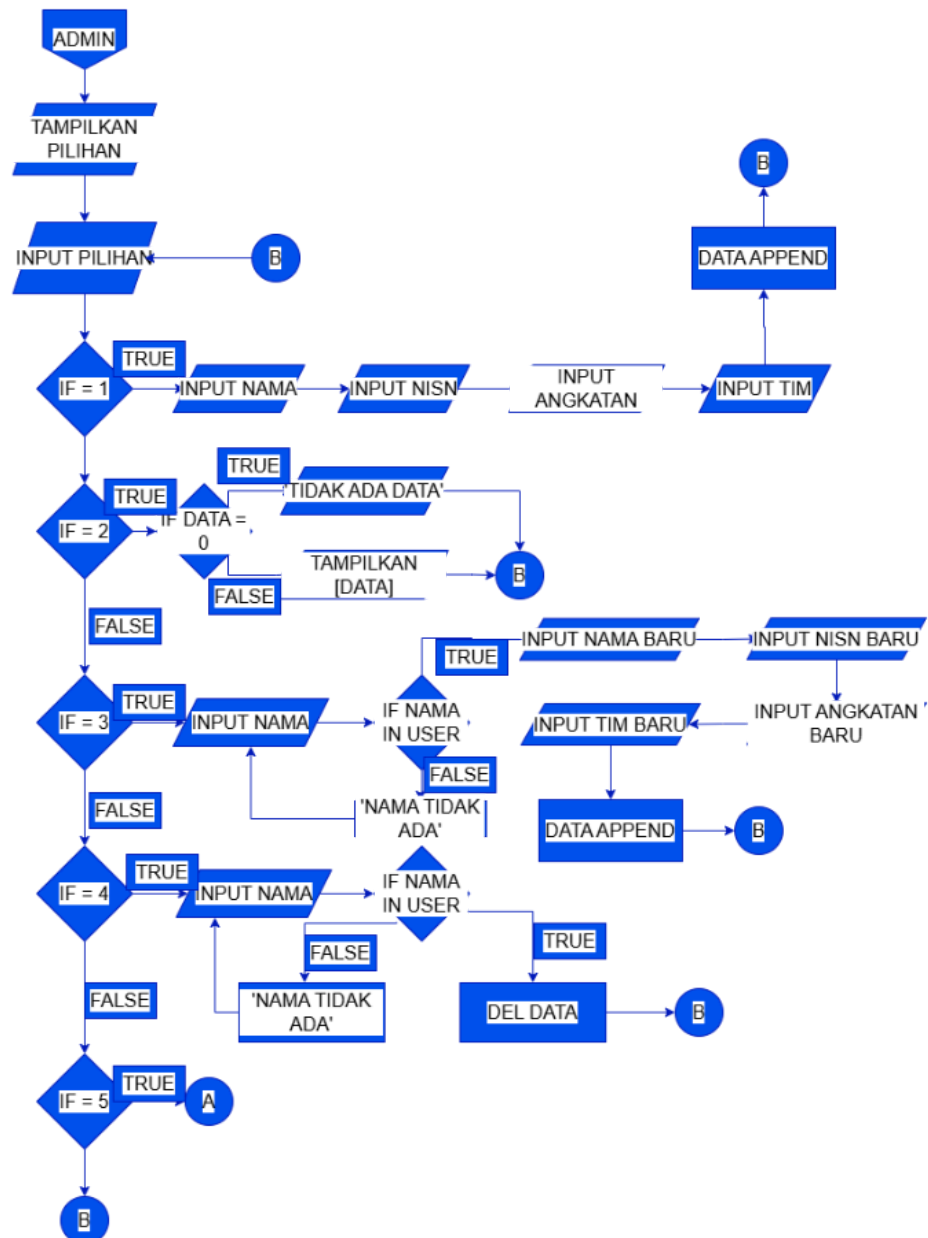 ADMIN
TAMPILKAN
PILIHAN
INPUT PILIHAN
B
B
DATA APPEND
TRUE
IF = 1
INPUT NAMA
INPUT NISN
INPUT
ANGKATAN
INPUT TIM
TRUE
IF = 2
TRUE
IF DATA =
0
'TIDAK ADA DATA'
FALSE
TAMPILKAN
[DATA]
B
FALSE
TRUE
IF = 3
INPUT NAMA
IF NAMA
IN USER
TRUE
INPUT NAMA BARU
INPUT NISN BARU
INPUT ANGKATAN
BARU
INPUT TIM BARU
DATA APPEND
B
FALSE
'NAMA TIDAK
ADA'
FALSE
TRUE
IF = 4
INPUT NAMA
IF NAMA
IN USER
FALSE
'NAMA TIDAK
ADA'
TRUE
DEL DATA
B
FALSE
TRUE
IF = 5
A
B